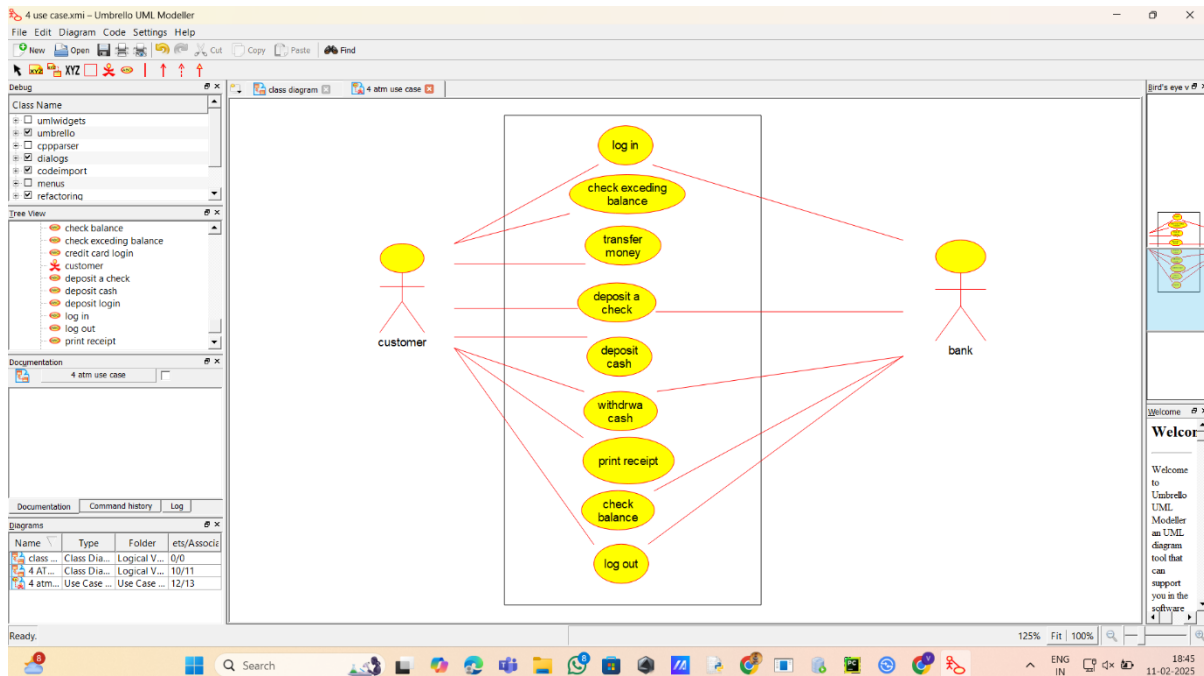 4 use case.xmi – Umbrello UML Modeller
File Edit Diagram Code Settings Help
New Open Cut Copy Paste Find
XYZ XYZ
Debug
class diagram 4 atm use case
Bird's eye v
Class Name
umlwidgets
umbrello
cppparser
dialogs
codeimport
menus
refactoring
Tree View
check balance
check exceding balance
credit card login
customer
deposit a check
deposit cash
deposit login
log in
log out
print receipt
Documentation
4 atm use case
Documentation Command history Log
Diagrams
Name Type Folder ets/Associa
class ... Class Dia... Logical V... 0/0
4 AT... Class Dia... Logical V... 10/11
4 atm... Use Case ... Use Case ... 12/13
log in
check exceding
balance
transfer
money
deposit a
check
deposit
cash
withdrwa
cash
print receipt
check
balance
log out
customer
bank
Welcome
Welcor
Welcome
to
Umbrello
UML
Modeller
an UML
diagram
tool that
can
support
you in the
software
Ready.
125% Fit 100%
Search
ENG
IN
18:45
11-02-2025